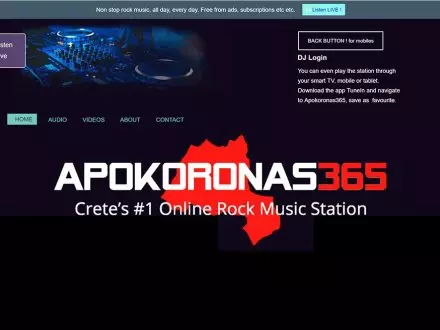 Non stop rock music, all day, every day. Free from ads, subscriptions etc etc.
Listen LIVE !
sten
ve
BACK BUTTON ! for mobiles
DJ Login
You can even play the station through
your smart TV, mobile or tablet.
Download the app TuneIn and navigate
to Apokoronas365, save as favourite.
HOME
AUDIO
VIDEOS
ABOUT
CONTACT
APOKORONAS365
Crete's #1 Online Rock Music Station